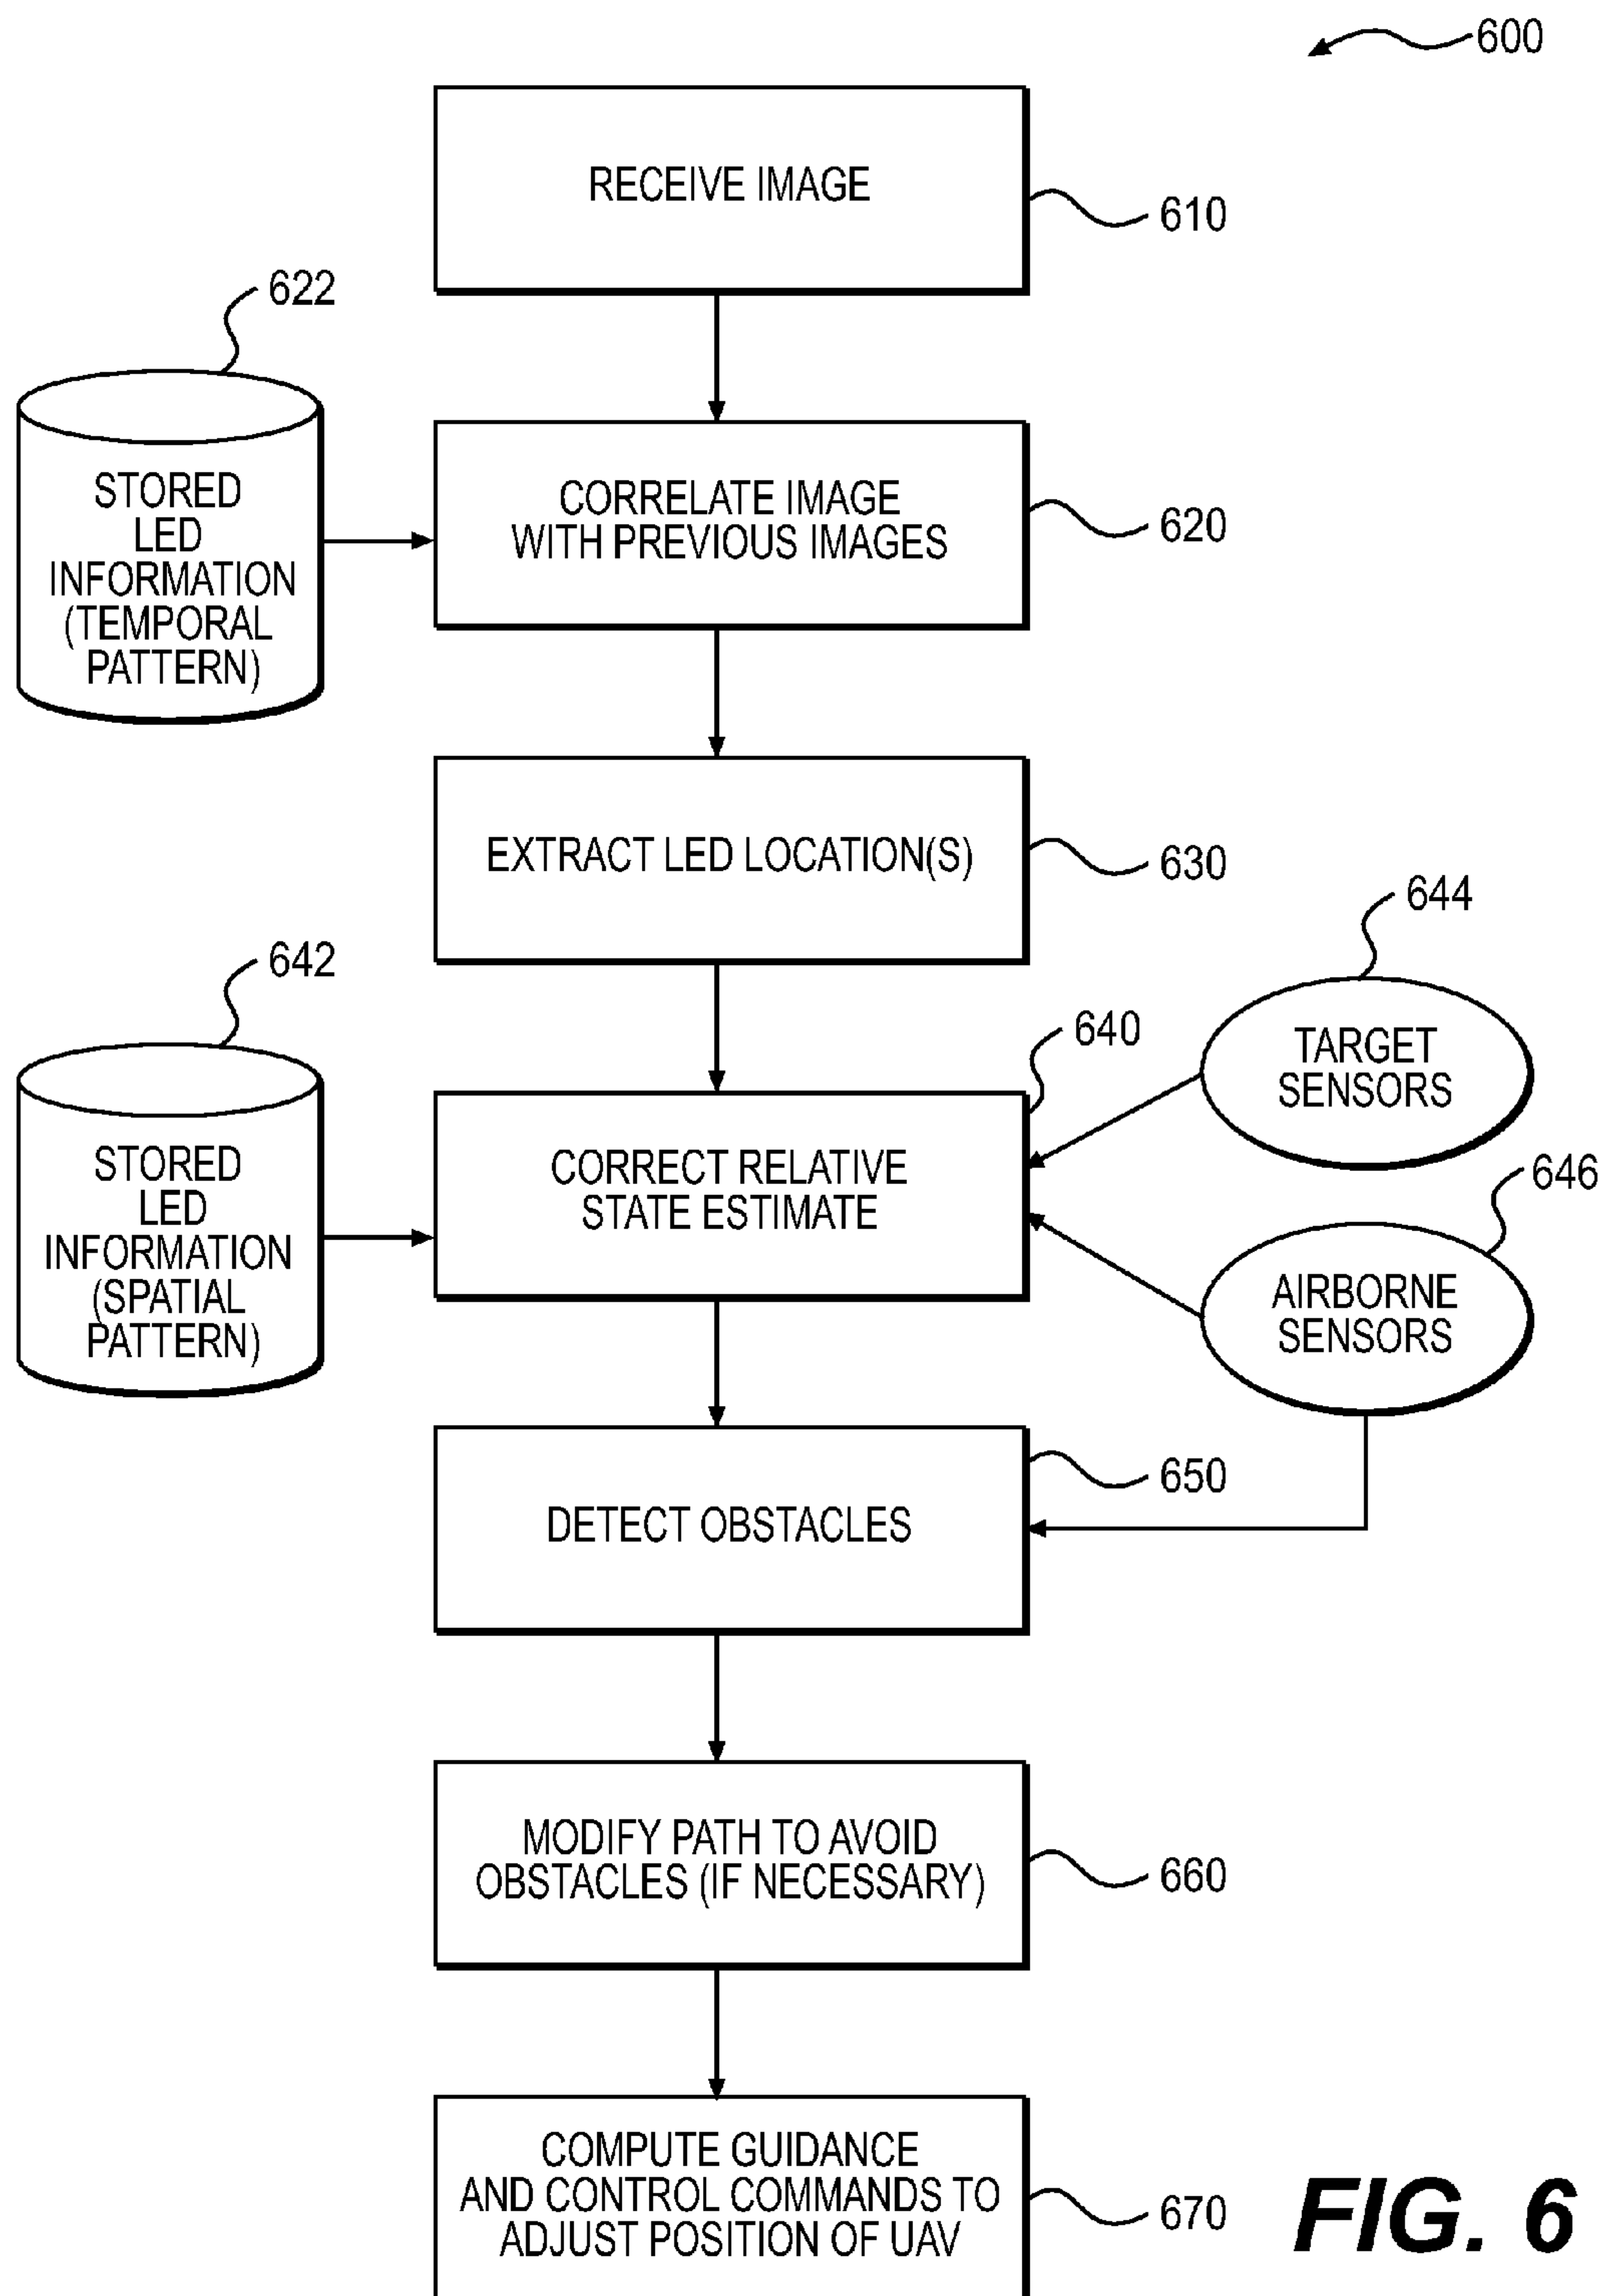 600
RECEIVE IMAGE
610
622
STORED
LED
INFORMATION
(TEMPORAL
PATTERN)
CORRELATE IMAGE
WITH PREVIOUS IMAGES
620
EXTRACT LED LOCATION(S)
630
644
642
640
TARGET
SENSORS
STORED
LED
INFORMATION
(SPATIAL
PATTERN)
CORRECT RELATIVE
STATE ESTIMATE
646
AIRBORNE
SENSORS
650
DETECT OBSTACLES
MODIFY PATH TO AVOID
OBSTACLES (IF NECESSARY)
660
COMPUTE GUIDANCE
AND CONTROL COMMANDS TO
ADJUST POSITION OF UAV
670
FIG. 6